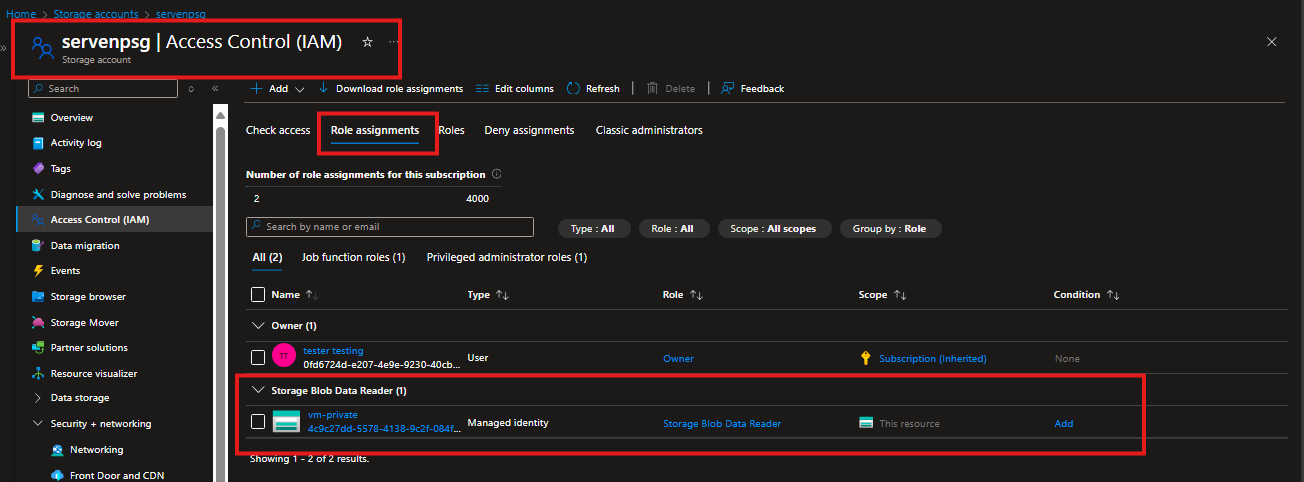 Home > Storage accounts > servenpsg
» servenpsg | Access Control (IAM) ☆ ...
Storage account
Search
Add Download role assignments Edit columns Refresh Delete Feedback
Overview
Activity log
Tags
Diagnose and solve problems
Access Control (IAM)
Data migration
Events
Storage browser
Storage Mover
Partner solutions
Resource visualizer
Data storage
Security + networking
Networking
Front Door and CDN
Check access Role assignments Roles Deny assignments Classic administrators
Number of role assignments for this subscription
2 4000
Search by name or email Type : All Role : All Scope : All scopes Group by : Role
All (2) Job function roles (1) Privileged administrator roles (1)
Name Type Role Scope Condition
Owner (1)
TT tester testing
0fd6724d-e207-4e9e-9230-40cb... User Owner Subscription (Inherited) None
Storage Blob Data Reader (1)
vm-private
4c9c27dd-5578-4138-9c2f-084f... Managed identity Storage Blob Data Reader This resource Add
Showing 1 - 2 of 2 results.